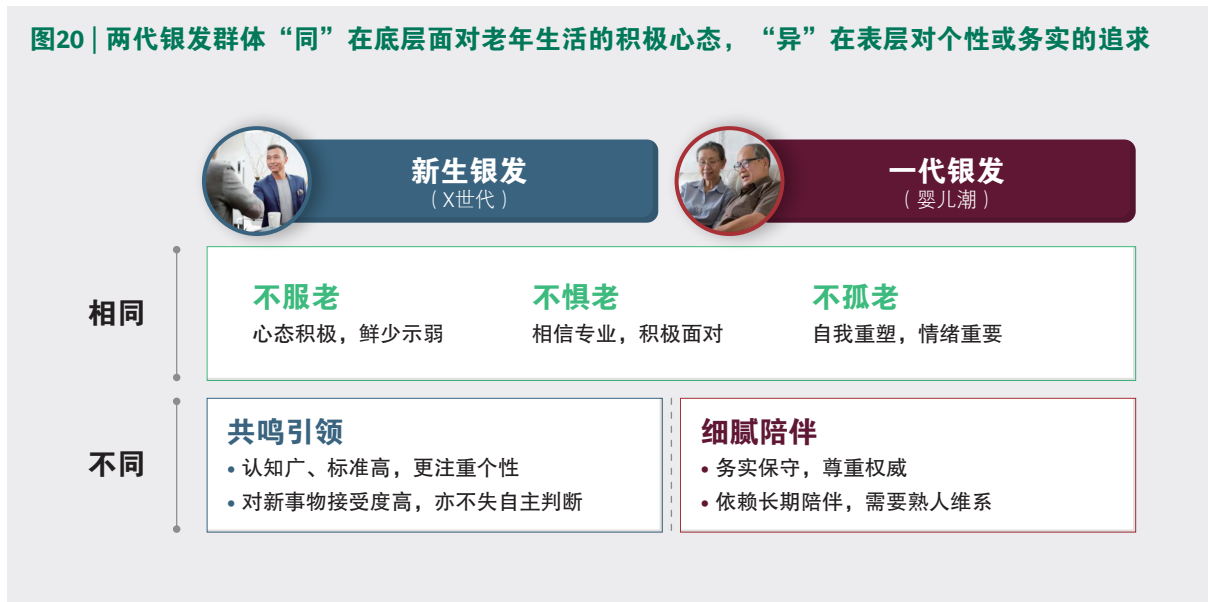 图20 | 两代银发群体“同”在底层面对老年生活的积极心态，“异”在表层对个性或务实的追求
新生银发
（X世代）
一代银发
（婴儿潮）
相同
不服老
心态积极，鲜少示弱
不惧老
相信专业，积极面对
不孤老
自我重塑，情绪重要
不同
共鸣引领
• 认知广、标准高，更注重个性
• 对新事物接受度高，亦不失自主判断
细腻陪伴
• 务实保守，尊重权威
• 依赖长期陪伴，需要熟人维系